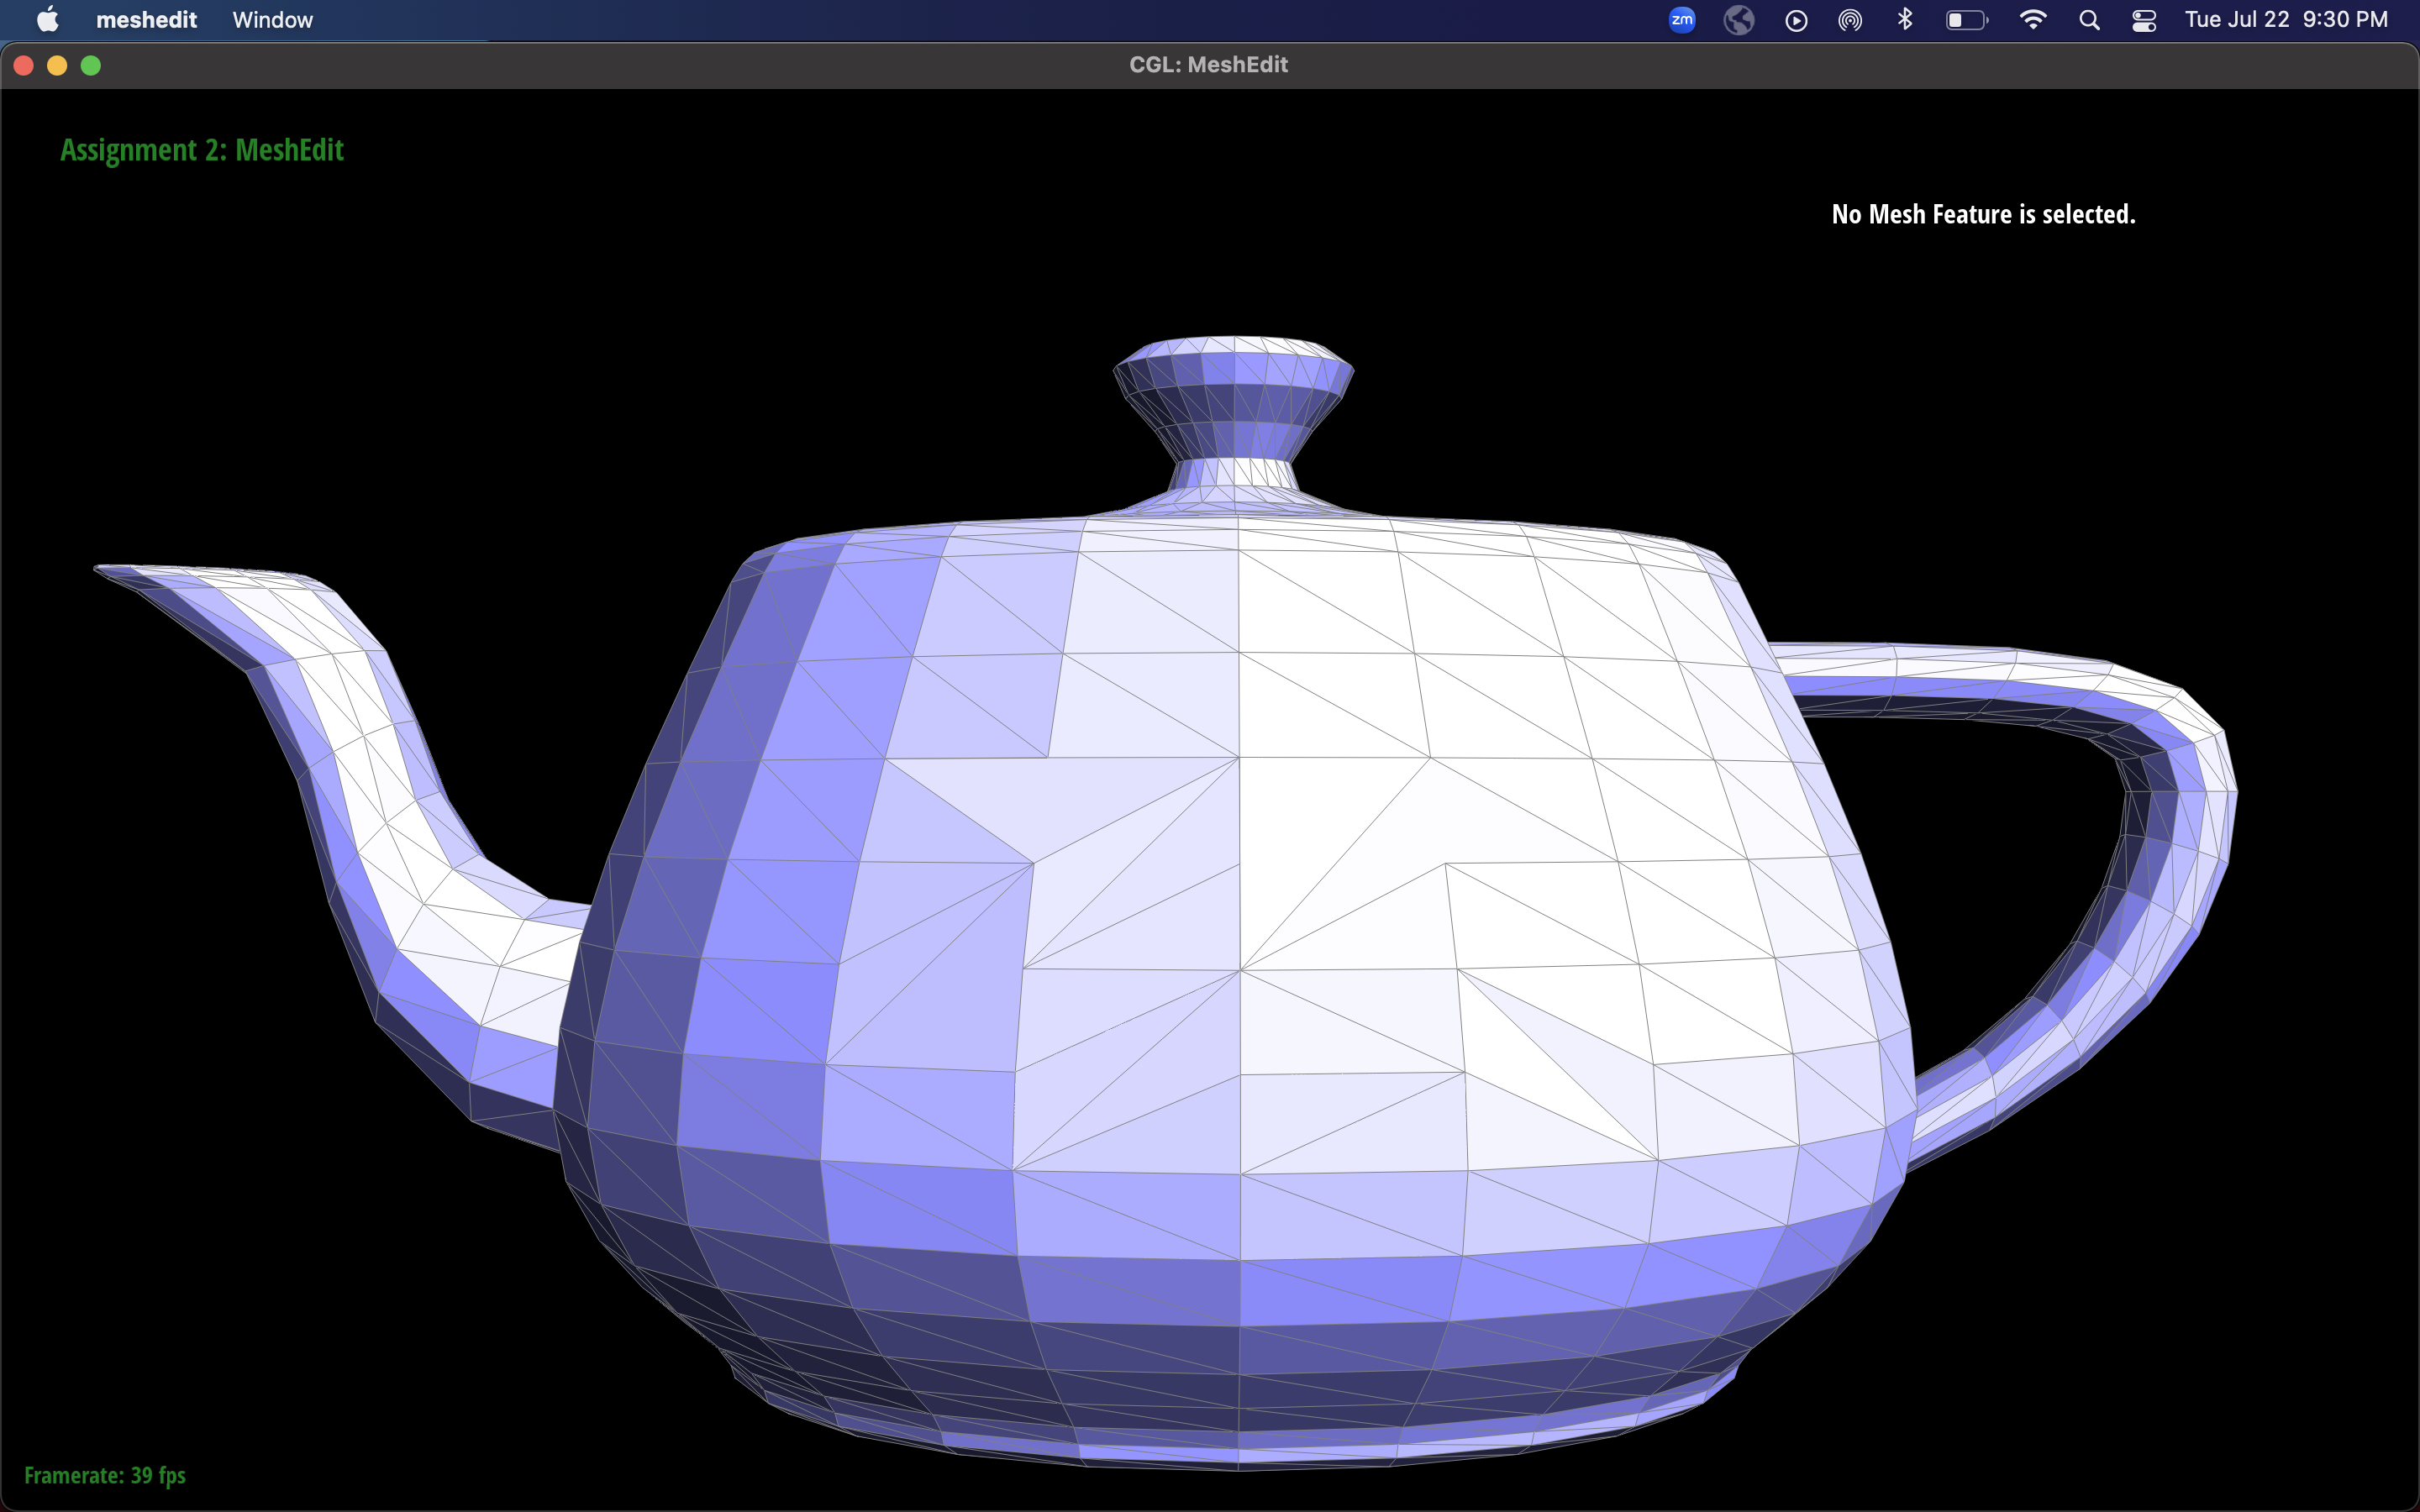 meshedit Window zm Tue Jul 22 9:30 PM
CGL: MeshEdit
Assignment 2: MeshEdit
No Mesh Feature is selected.
Framerate: 39 fps